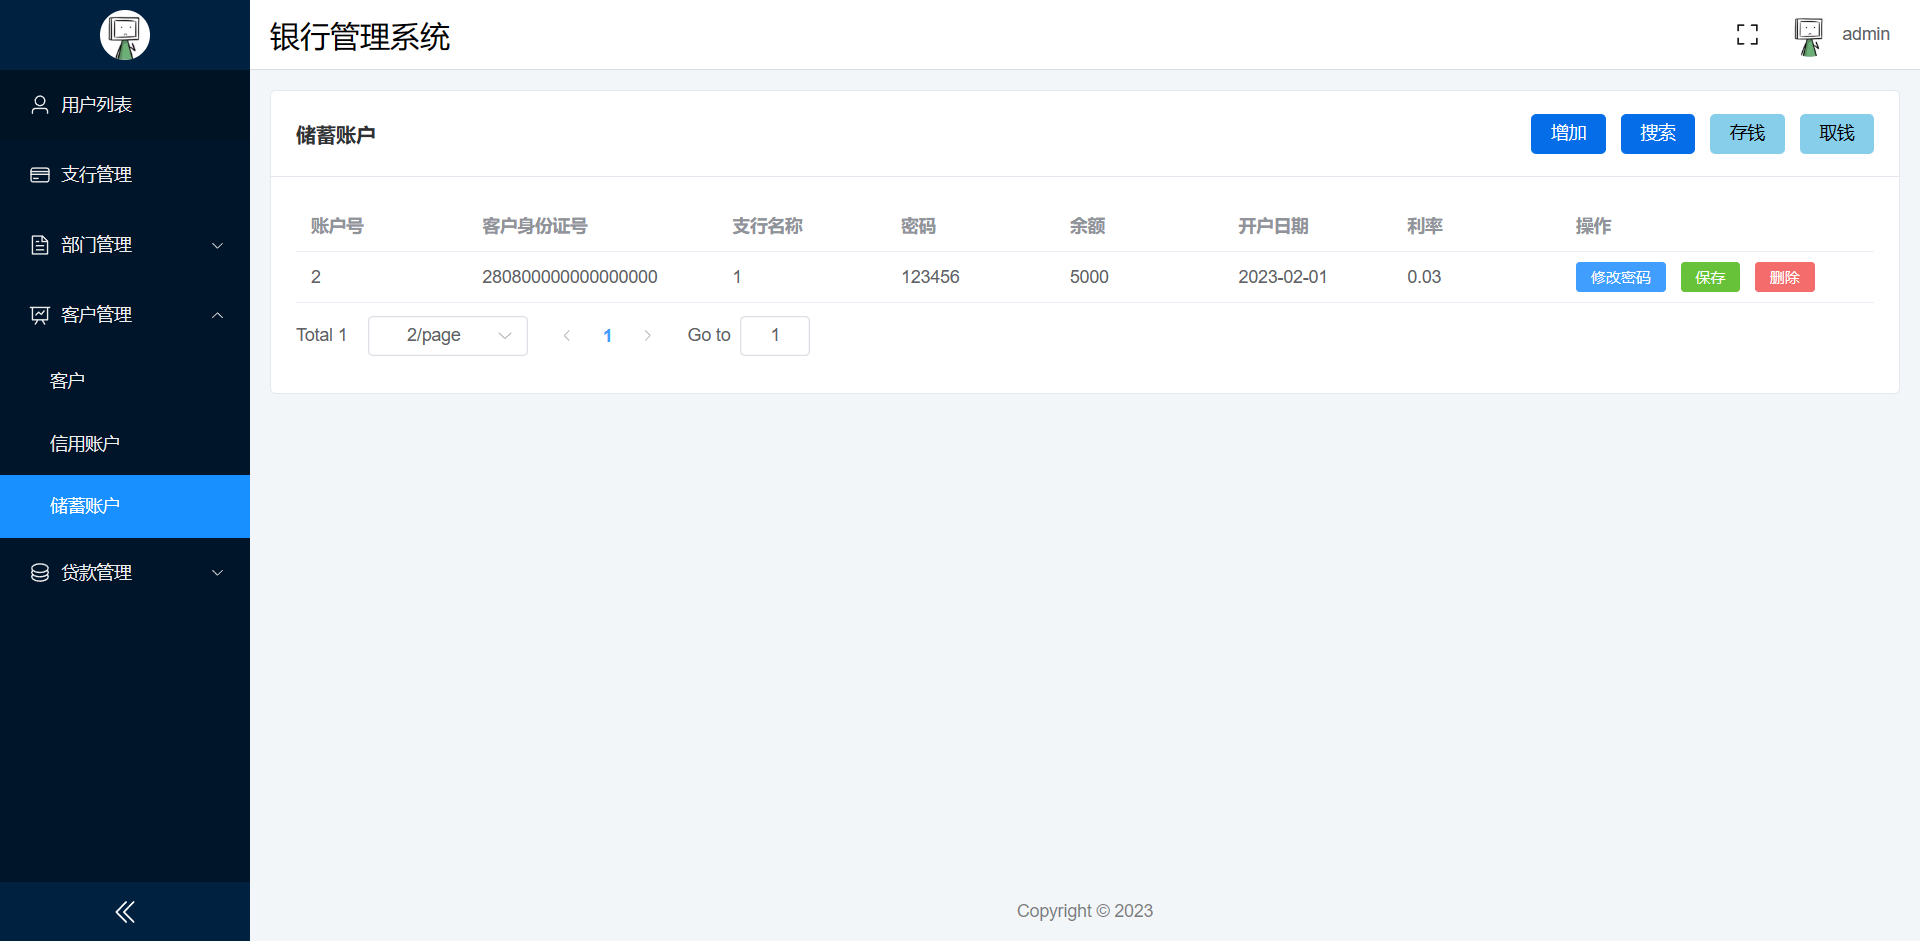 银行管理系统
admin
用户列表
支行管理
部门管理
客户管理
客户
信用账户
储蓄账户
贷款管理
储蓄账户
增加 搜索 存钱 取钱
账户号 客户身份证号 支行名称 密码 余额 开户日期 利率 操作
2 280800000000000000 1 123456 5000 2023-02-01 0.03 修改密码 保存 删除
Total 1 2/page 1 Go to 1
Copyright © 2023